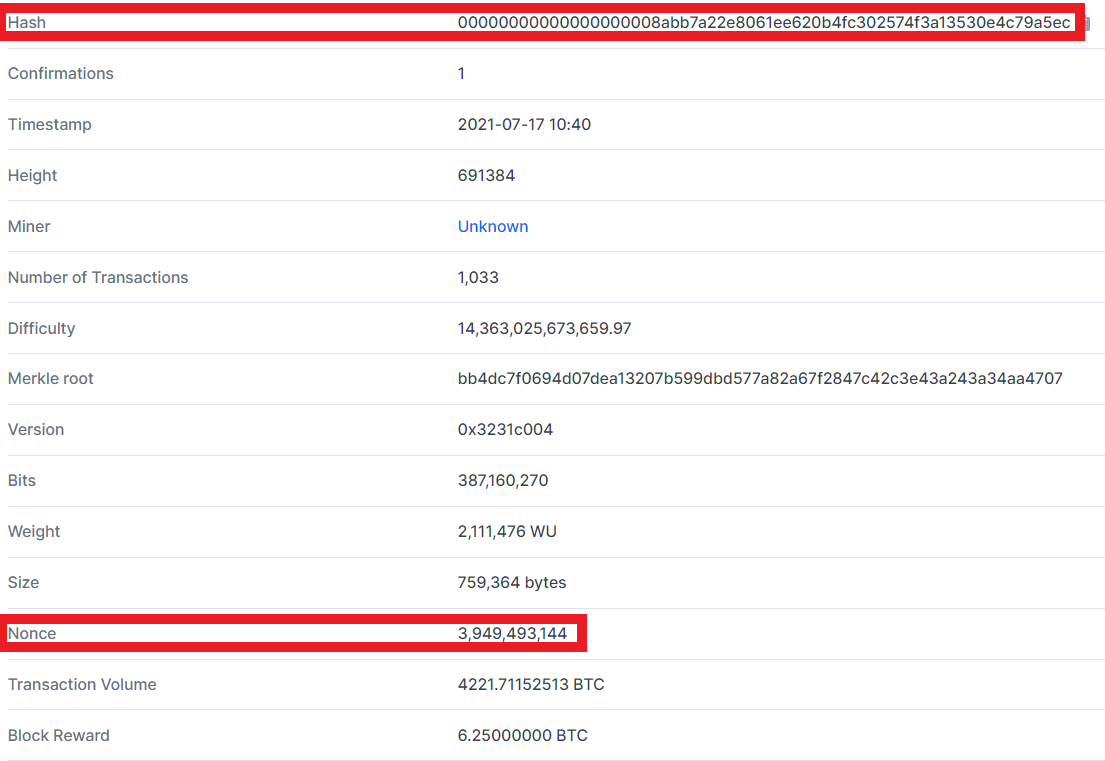 Hash 00000000000000000008abb7a22e8061ee620b4fc302574f3a13530e4c79a5ec
Confirmations 1
Timestamp 2021-07-17 10:40
Height 691384
Miner Unknown
Number of Transactions 1,033
Difficulty 14,363,025,673,659.97
Merkle root bb4dc7f0694d07dea13207b599dbd577a82a67f2847c42c3e43a243a34aa4707
Version 0x3231c004
Bits 387,160,270
Weight 2,111,476 WU
Size 759,364 bytes
Nonce 3,949,493,144
Transaction Volume 4221.71152513 BTC
Block Reward 6.25000000 BTC